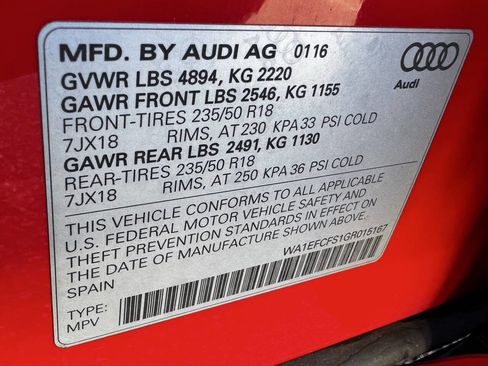 MFD. BY AUDI AG 0116
GVWR LBS 4894, KG 2220
GAWR FRONT LBS 2546, KG 1155
FRONT-TIRES 235/50 R18
7JX18 RIMS, AT 230 KPA 33 PSI COLD
GAWR REAR LBS 2491, KG 1130
REAR-TIRES 235/50 R18
7JX18 RIMS, AT 250 KPA 36 PSI COLD
THIS VEHICLE CONFORMS TO ALL APPLICABLE
U.S. FEDERAL MOTOR VEHICLE SAFETY AND
THEFT PREVENTION STANDARDS IN EFFECT ON
THE DATE OF MANUFACTURE SHOWN ABOVE.
SPAIN
WA1EFCFS1GR015167
TYPE:
MPV
Audi